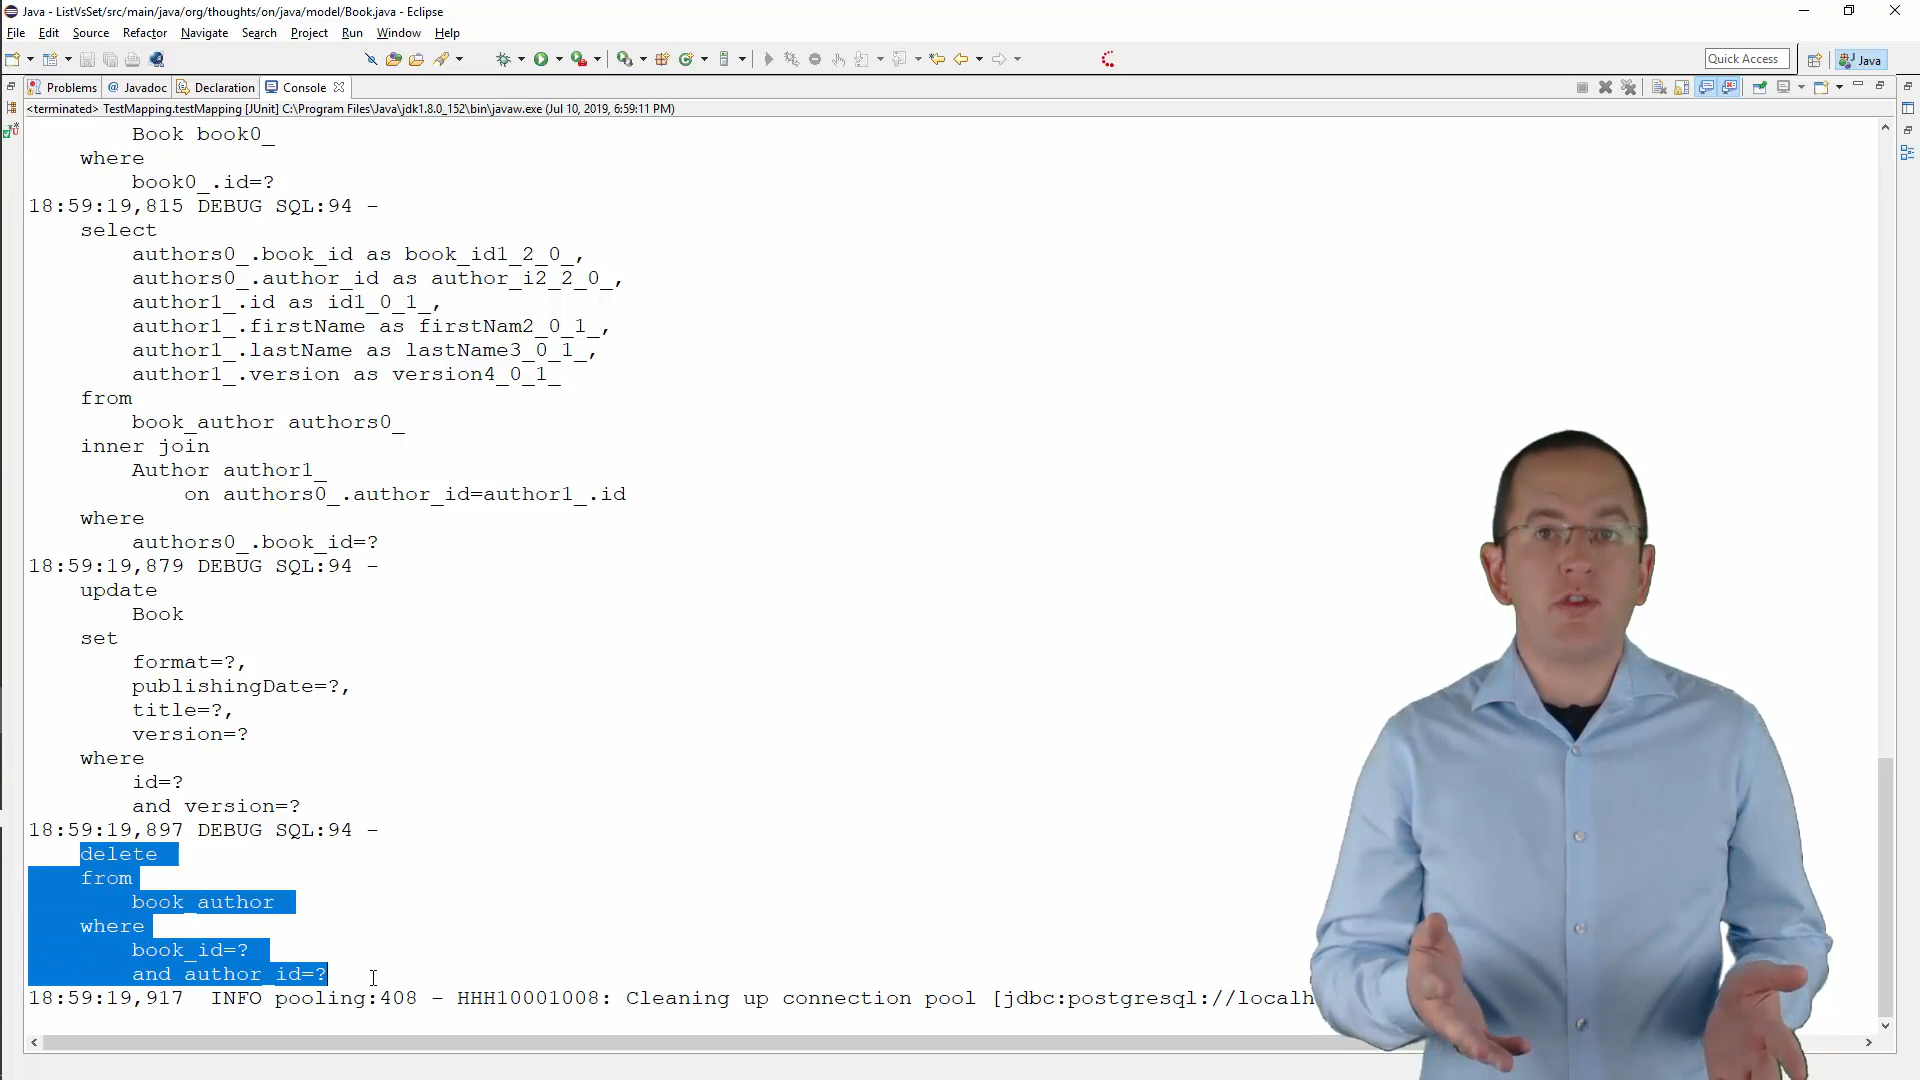 Java - ListVsSet/src/main/java/org/thoughts/on/java/model/Book.java - Eclipse
File Edit Source Refactor Navigate Search Project Run Window Help
Quick Access
Java
Problems @ Javadoc Declaration Console
<terminated> TestMapping.testMapping [JUnit] C:\Program Files\Java\jdk1.8.0_152\bin\javaw.exe (Jul 10, 2019, 6:59:11 PM)
Book book0_
where
book0_.id=?
18:59:19,815 DEBUG SQL:94 -
select
authors0_.book_id as book_id1_2_0_,
authors0_.author_id as author_i2_2_0_,
author1_.id as id1_0_1_,
author1_.firstName as firstNam2_0_1_,
author1_.lastName as lastName3_0_1_,
author1_.version as version4_0_1_
from
book_author authors0_
inner join
Author author1_
on authors0_.author_id=author1_.id
where
authors0_.book_id=?
18:59:19,879 DEBUG SQL:94 -
update
Book
set
format=?,
publishingDate=?,
title=?,
version=?
where
id=?
and version=?
18:59:19,897 DEBUG SQL:94 -
delete
from
book_author
where
book_id=?
and author_id=?
18:59:19,917 INFO pooling:408 - HHH10001008: Cleaning up connection pool [jdbc:postgresql://localh